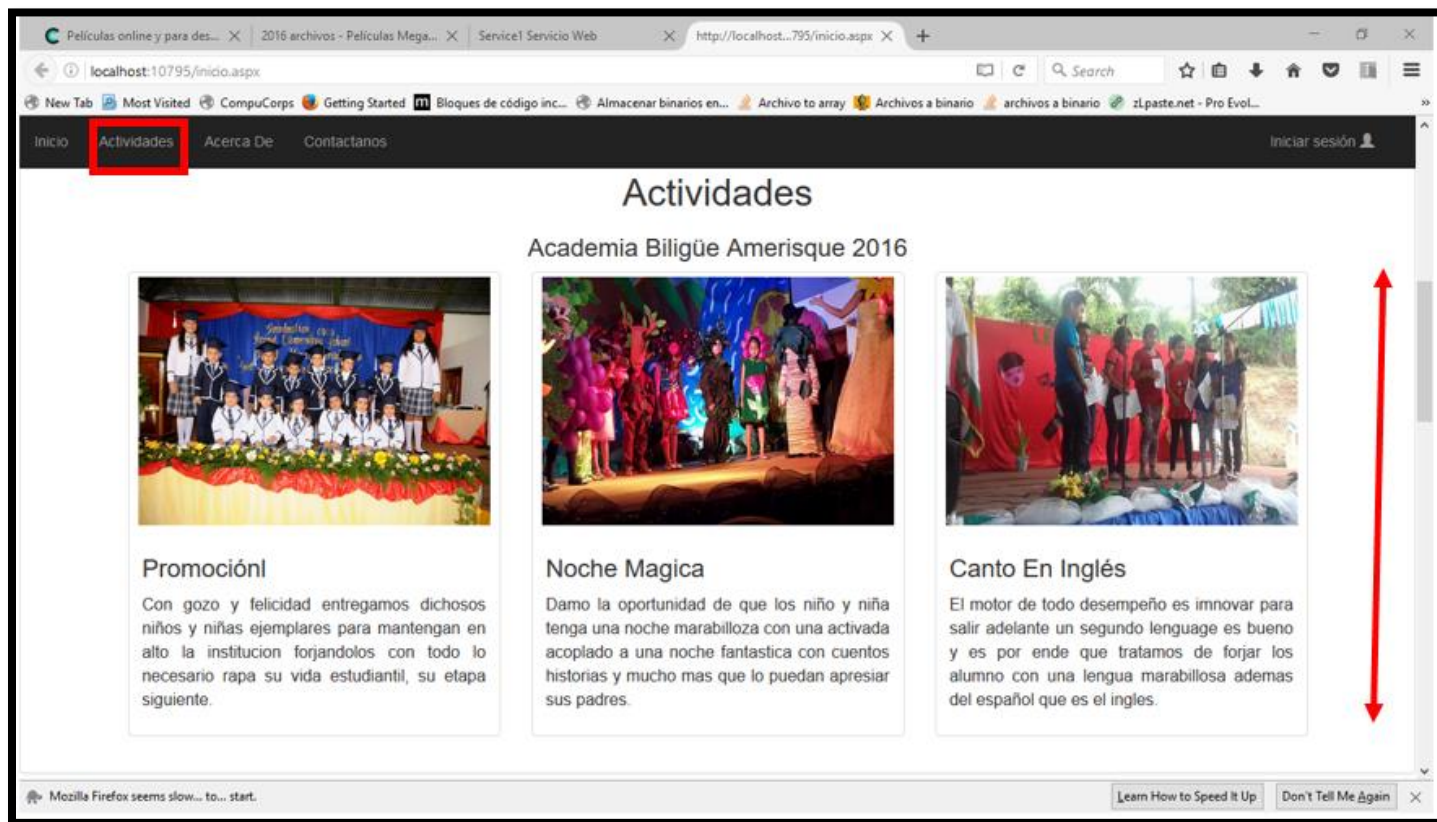 Películas online y para des... 2016 archivos - Películas Mega... Service1 Servicio Web http://localhost...795/inicio.aspx
localhost:10795/inicio.aspx Search
New Tab Most Visited CompuCorps Getting Started Bloques de código inc... Almacenar binarios en... Archivo to array Archivos a binario archivos a binario zLpaste.net - Pro Evol... »
Inicio Actividades Acerca De Contactanos Iniciar sesión
Actividades
Academia Biligüe Amerisque 2016
Promociónl
Con gozo y felicidad entregamos dichosos
niños y niñas ejemplares para mantengan en
alto la institucion forjandolos con todo lo
necesario rapa su vida estudiantil, su etapa
siguiente.
Noche Magica
Damo la oportunidad de que los niño y niña
tenga una noche marabilloza con una activada
acoplado a una noche fantastica con cuentos
historias y mucho mas que lo puedan apresiar
sus padres.
Canto En Inglés
El motor de todo desempeño es imnovar para
salir adelante un segundo lenguage es bueno
y es por ende que tratamos de forjar los
alumno con una lengua marabillosa ademas
del español que es el ingles.
Mozilla Firefox seems slow... to... start. Learn How to Speed It Up Don't Tell Me Again